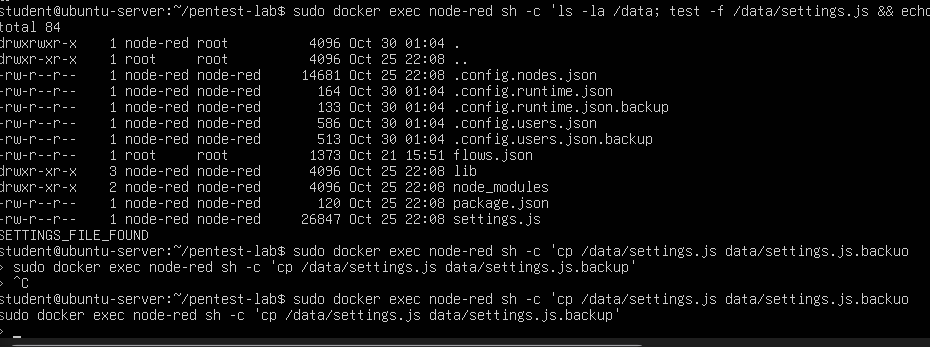 student@ubuntu-server:~/pentest-lab$ sudo docker exec node-red sh -c 'ls -la /data; test -f /data/settings.js && echo
total 84
drwxrwxr-x    1 node-red root          4096 Oct 30 01:04 .
drwxr-xr-x    1 root     root          4096 Oct 25 22:08 ..
-rw-r--r--    1 node-red node-red     14681 Oct 25 22:08 .config.nodes.json
-rw-r--r--    1 node-red node-red       164 Oct 30 01:04 .config.runtime.json
-rw-r--r--    1 node-red node-red       133 Oct 30 01:04 .config.runtime.json.backup
-rw-r--r--    1 node-red node-red       586 Oct 30 01:04 .config.users.json
-rw-r--r--    1 node-red node-red       513 Oct 30 01:04 .config.users.json.backup
-rw-r--r--    1 root     root          1373 Oct 21 15:51 flows.json
drwxr-xr-x    3 node-red node-red      4096 Oct 25 22:08 lib
drwxr-xr-x    2 node-red node-red      4096 Oct 25 22:08 node_modules
-rw-r--r--    1 node-red node-red       120 Oct 25 22:08 package.json
-rw-r--r--    1 node-red node-red     26847 Oct 25 22:08 settings.js
SETTINGS_FILE_FOUND
student@ubuntu-server:~/pentest-lab$ sudo docker exec node-red sh -c 'cp /data/settings.js data/settings.js.backuo
> sudo docker exec node-red sh -c 'cp /data/settings.js data/settings.js.backup'
> ^C
student@ubuntu-server:~/pentest-lab$ sudo docker exec node-red sh -c 'cp /data/settings.js data/settings.js.backuo
sudo docker exec node-red sh -c 'cp /data/settings.js data/settings.js.backup'
> _